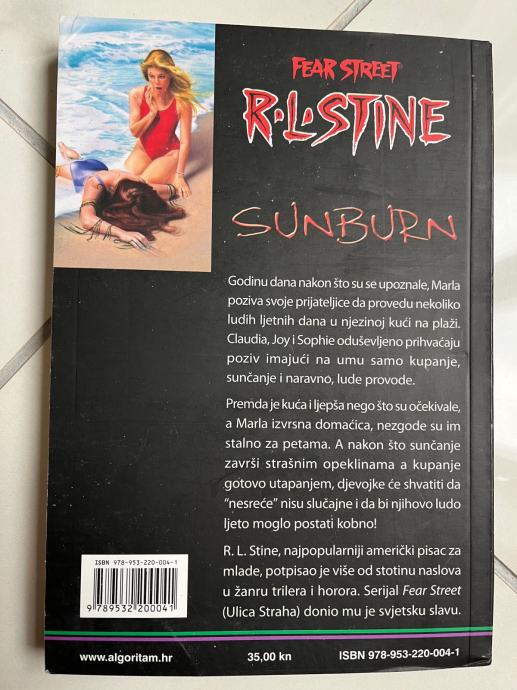 FEAR STREET
R.L.STINE
SUNBURN
Godinu dana nakon što su se upoznale, Marla
poziva svoje prijateljice da provedu nekoliko
ludih ljetnih dana u njezinoj kući na plaži.
Claudia, Joy i Sophie oduševljeno prihvaćaju
poziv imajući na umu samo kupanje,
sunčanje i naravno, lude provode.
Premda je kuća i ljepša nego što su očekivale,
a Marla izvrsna domaćica, nezgode su im
stalno za petama. A nakon što sunčanje
završi strašnim opeklinama a kupanje
gotovo utapanjem, djevojke će shvatiti da
“nesreće” nisu slučajne i da bi njihovo ludo
ljeto moglo postati kobno!
R. L. Stine, najpopularniji američki pisac za
mlade, potpisao je više od stotinu naslova
u žanru trilera i horora. Serijal Fear Street
(Ulica Straha) donio mu je svjetsku slavu.
ISBN 978-953-220-004-1
9 789532 200041
www.algoritam.hr 35,00 kn ISBN 978-953-220-004-1